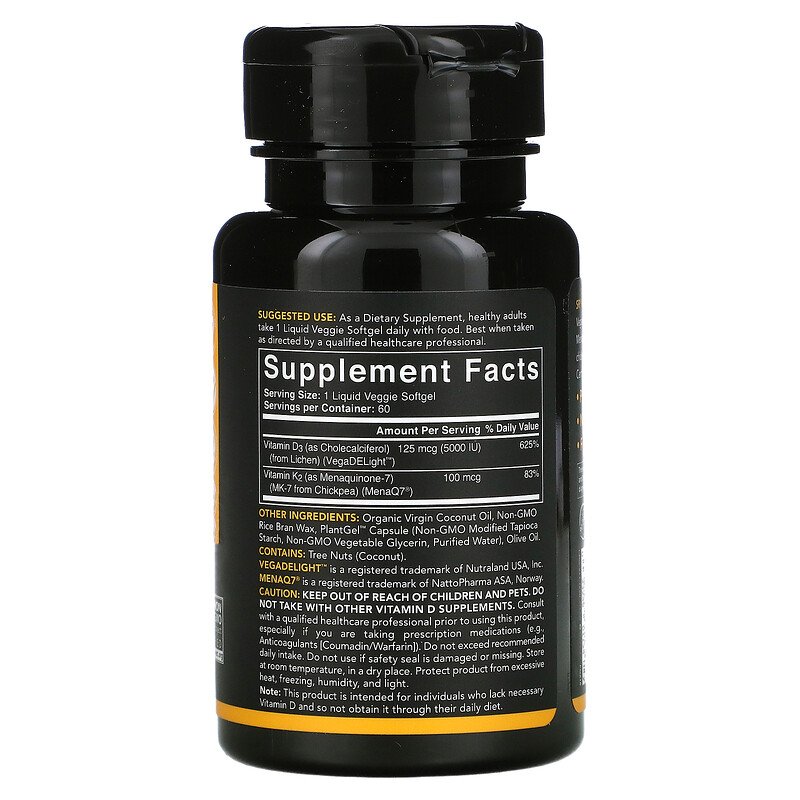 SUGGESTED USE: As a Dietary Supplement, healthy adults
take 1 Liquid Veggie Softgel daily with food. Best when taken
as directed by a qualified healthcare professional.
Supplement Facts
Serving Size: 1 Liquid Veggie Softgel
Servings per Container: 60
Amount Per Serving % Daily Value
Vitamin D3 (as Cholecalciferol) 125 mcg (5000 IU) 625%
(from Lichen) (VegaDELight™)
Vitamin K2 (as Menaquinone-7) 100 mcg 83%
(MK-7 from Chickpea) (MenaQ7®)
OTHER INGREDIENTS: Organic Virgin Coconut Oil, Non-GMO
Rice Bran Wax, PlantGel™ Capsule (Non-GMO Modified Tapioca
Starch, Non-GMO Vegetable Glycerin, Purified Water), Olive Oil.
CONTAINS: Tree Nuts (Coconut).
VEGADELIGHT™ is a registered trademark of Nutraland USA, Inc.
MENAQ7® is a registered trademark of NattoPharma ASA, Norway.
CAUTION: KEEP OUT OF REACH OF CHILDREN AND PETS. DO
NOT TAKE WITH OTHER VITAMIN D SUPPLEMENTS. Consult
with a qualified healthcare professional prior to using this product,
especially if you are taking prescription medications (e.g.,
Anticoagulants [Coumadin/Warfarin]). Do not exceed recommended
daily intake. Do not use if safety seal is damaged or missing. Store
at room temperature, in a dry place. Protect product from excessive
heat, freezing, humidity, and light.
Note: This product is intended for individuals who lack necessary
Vitamin D and so not obtain it through their daily diet.